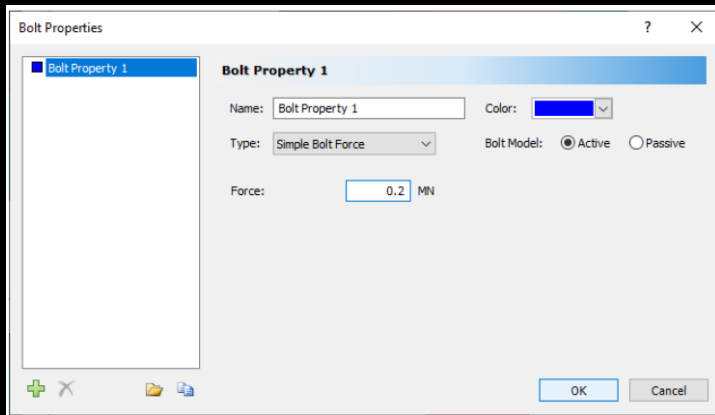 Bolt Properties
?
Bolt Property 1
Bolt Property 1
Name: Bolt Property 1 Color:
Type: Simple Bolt Force Bolt Model: Active Passive
Force: 0.2 MN
OK Cancel